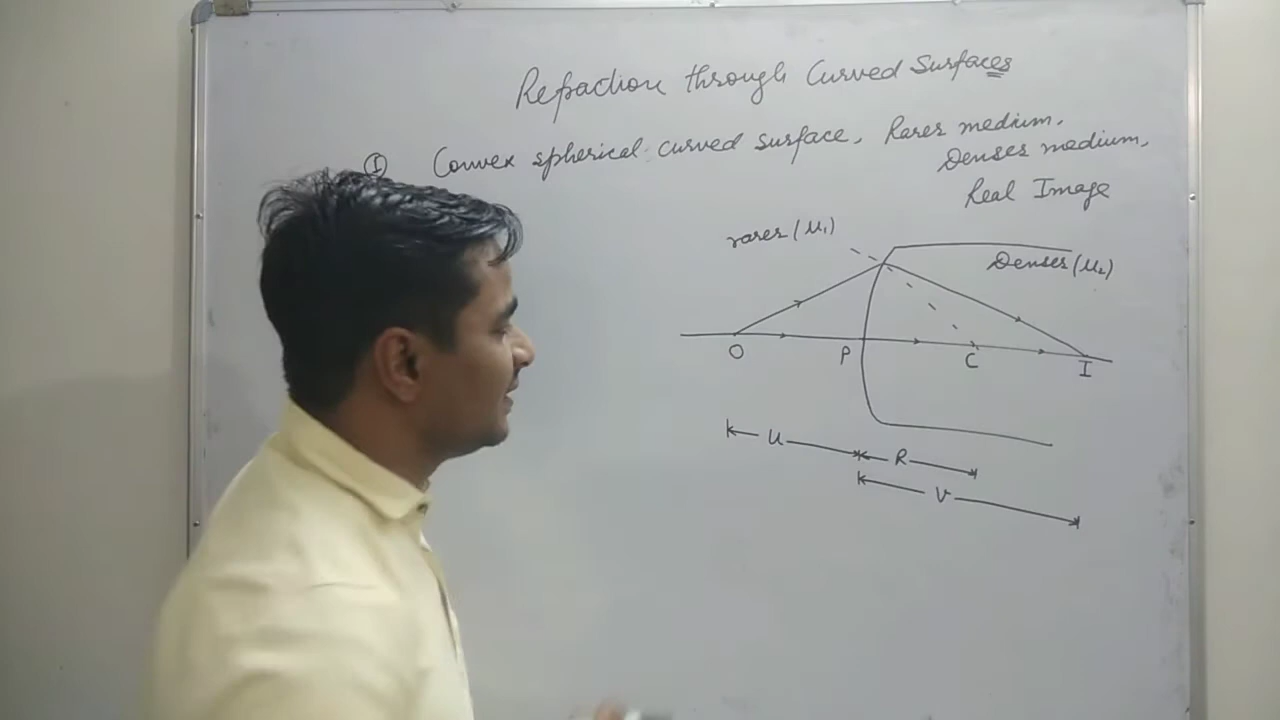 Refraction through Curved Surfaces
I Convex spherical curved surface, Rarer medium,
Denser medium,
Real Image
rarer (μ₁)
Denser (μ₂)
O P C I
u R
v